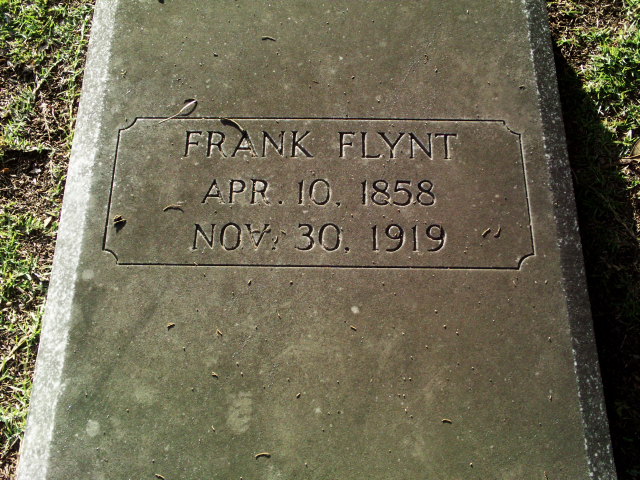 FRANK FLYNT
APR. 10, 1858
NOV. 30, 1919